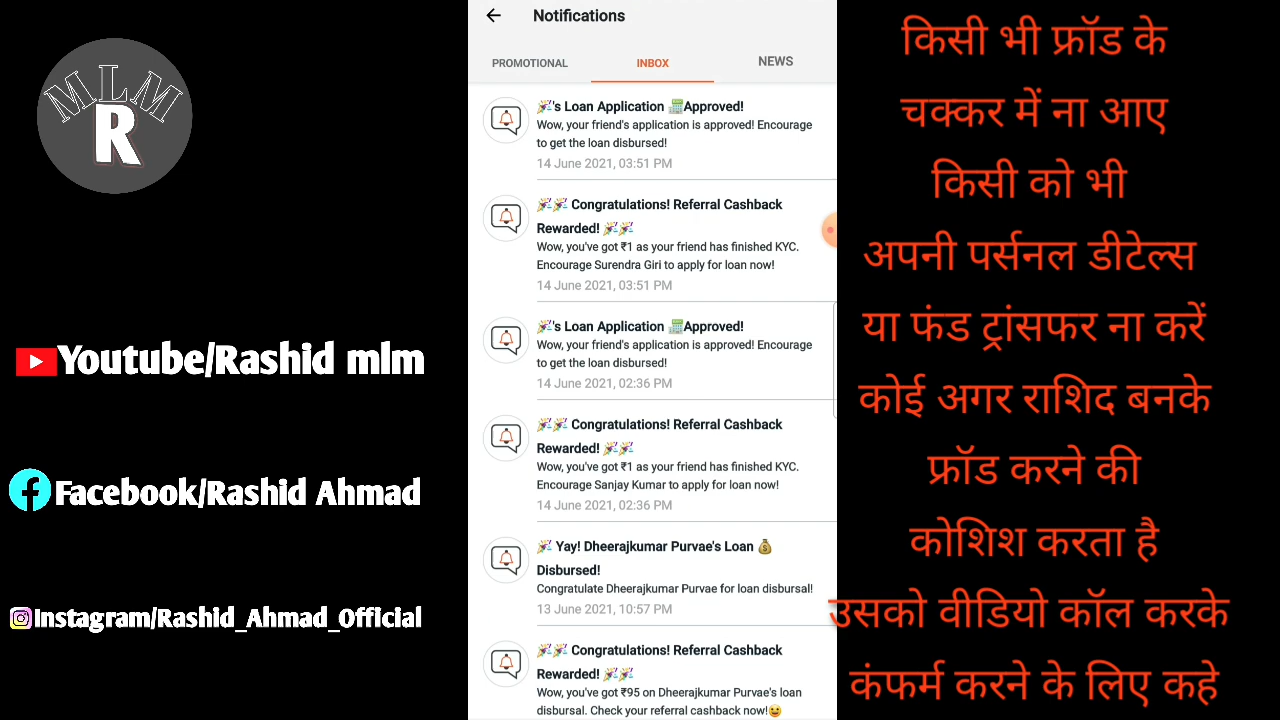 MLM
R
Youtube/Rashid mlm
Facebook/Rashid Ahmad
Instagram/Rashid_Ahmad_Official
Notifications
PROMOTIONAL
INBOX
NEWS
🎉's Loan Application 🧮Approved!
Wow, your friend's application is approved! Encourage
to get the loan disbursed!
14 June 2021, 03:51 PM
🎉🎉 Congratulations! Referral Cashback
Rewarded! 🎉🎉
Wow, you've got ₹1 as your friend has finished KYC.
Encourage Surendra Giri to apply for loan now!
14 June 2021, 03:51 PM
🎉's Loan Application 🧮Approved!
Wow, your friend's application is approved! Encourage
to get the loan disbursed!
14 June 2021, 02:36 PM
🎉🎉 Congratulations! Referral Cashback
Rewarded! 🎉🎉
Wow, you've got ₹1 as your friend has finished KYC.
Encourage Sanjay Kumar to apply for loan now!
14 June 2021, 02:36 PM
🎉 Yay! Dheerajkumar Purvae's Loan 💰
Disbursed!
Congratulate Dheerajkumar Purvae for loan disbursal!
13 June 2021, 10:57 PM
🎉🎉 Congratulations! Referral Cashback
Rewarded! 🎉🎉
Wow, you've got ₹95 on Dheerajkumar Purvae's loan
disbursal. Check your referral cashback now!😉
किसी भी फ्रॉड के
चक्कर में ना आए
किसी को भी
अपनी पर्सनल डीटेल्स
या फंड ट्रांसफर ना करें
कोई अगर राशिद बनके
फ्रॉड करने की
कोशिश करता है
उसको वीडियो कॉल करके
कंफर्म करने के लिए कहे